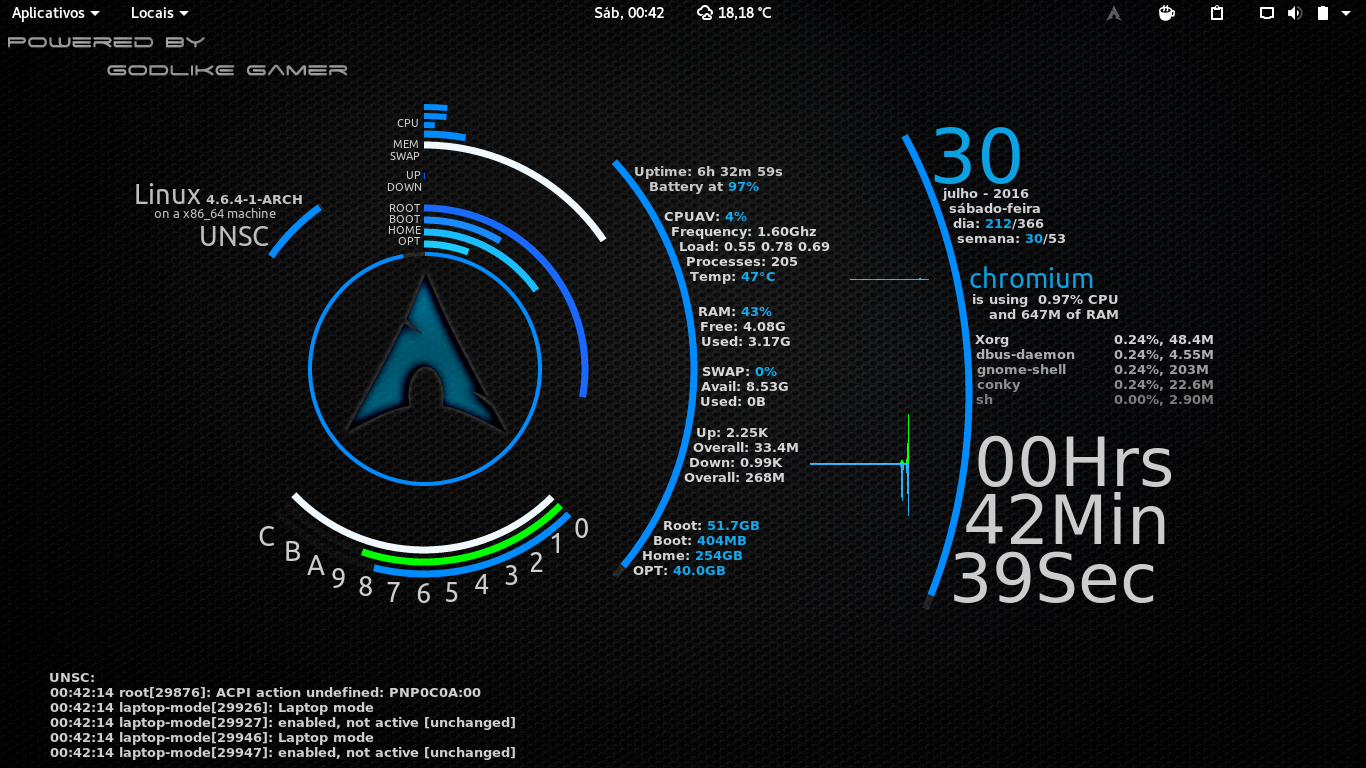 Aplicativos Locais Sáb, 00:42 18,18 °C
POWERED BY
GODLIKE GAMER
CPU
MEM
SWAP
UP
DOWN
ROOT
BOOT
HOME
OPT
Linux 4.6.4-1-ARCH
on a x86_64 machine
UNSC
C B A 9 8 7 6 5 4 3 2 1 0
Uptime: 6h 32m 59s
Battery at 97%
CPUAV: 4%
Frequency: 1.60Ghz
Load: 0.55 0.78 0.69
Processes: 205
Temp: 47°C
RAM: 43%
Free: 4.08G
Used: 3.17G
SWAP: 0%
Avail: 8.53G
Used: 0B
Up: 2.25K
Overall: 33.4M
Down: 0.99K
Overall: 268M
Root: 51.7GB
Boot: 404MB
Home: 254GB
OPT: 40.0GB
30
julho - 2016
sábado-feira
dia: 212/366
semana: 30/53
chromium
is using 0.97% CPU
and 647M of RAM
Xorg 0.24%, 48.4M
dbus-daemon 0.24%, 4.55M
gnome-shell 0.24%, 203M
conky 0.24%, 22.6M
sh 0.00%, 2.90M
00Hrs
42Min
39Sec
UNSC:
00:42:14 root[29876]: ACPI action undefined: PNP0C0A:00
00:42:14 laptop-mode[29926]: Laptop mode
00:42:14 laptop-mode[29927]: enabled, not active [unchanged]
00:42:14 laptop-mode[29946]: Laptop mode
00:42:14 laptop-mode[29947]: enabled, not active [unchanged]